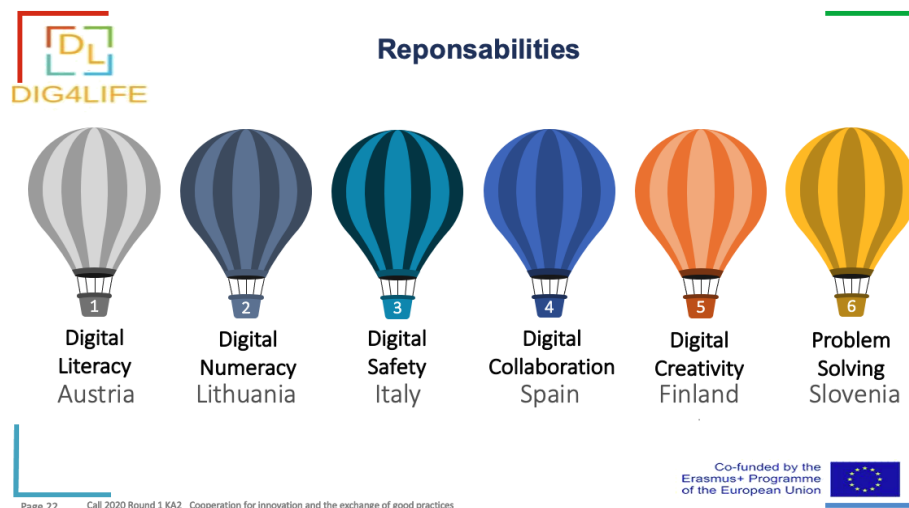 DL
DIG4LIFE
Reponsabilities
1
2
3
4
5
6
Digital
Literacy
Austria
Digital
Numeracy
Lithuania
Digital
Safety
Italy
Digital
Collaboration
Spain
Digital
Creativity
Finland
Problem
Solving
Slovenia
Co-funded by the
Erasmus+ Programme
of the European Union
Page 22 Call 2020 Round 1 KA2 Cooperation for innovation and the exchange of good practices